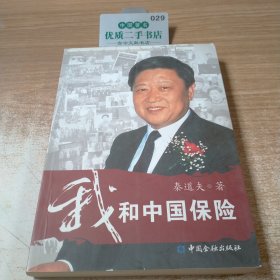 中国書店
029
优质二手书店
秦道夫 著
我和中国保险
中国金融出版社